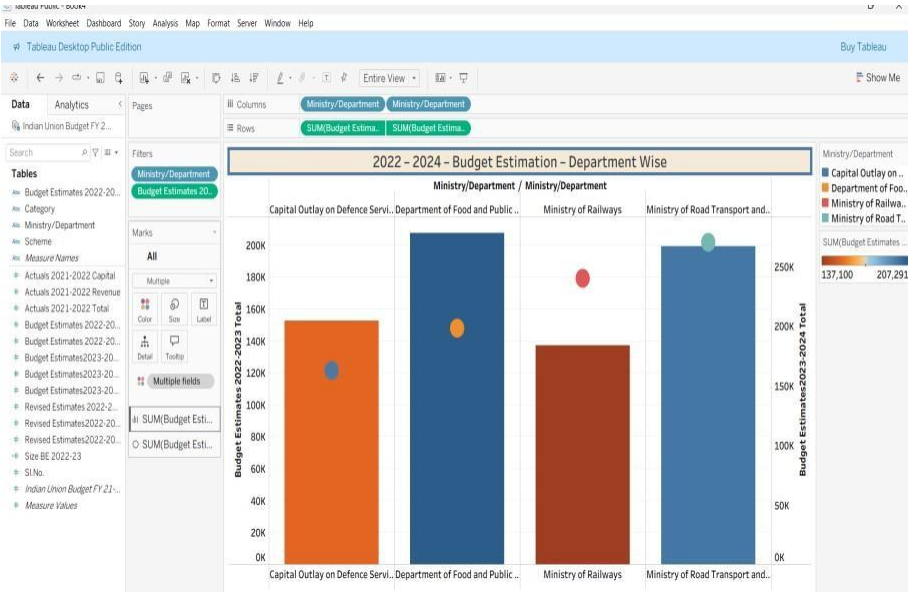 Tableau Public - Book4
File Data Worksheet Dashboard Story Analysis Map Format Server Window Help
Tableau Desktop Public Edition
Buy Tableau
Entire View
Show Me
Data Analytics
Indian Union Budget FY 2...
Search
Tables
Abc Budget Estimates 2022-20...
Abc Category
Abc Ministry/Department
Abc Scheme
Abc Measure Names
# Actuals 2021-2022 Capital
# Actuals 2021-2022 Revenue
# Actuals 2021-2022 Total
# Budget Estimates 2022-20...
# Budget Estimates 2022-20...
# Budget Estimates2023-20...
# Budget Estimates2023-20...
# Budget Estimates2023-20...
# Revised Estimates 2022-2...
# Revised Estimates2022-20...
# Revised Estimates2022-20...
Size BE 2022-23
# Sl.No.
# Indian Union Budget FY 21-...
# Measure Values
Pages
Filters
Ministry/Department
Budget Estimates 20..
Marks
All
Multiple
Color Size Label
Detail Tooltip
Multiple fields
SUM(Budget Esti...
SUM(Budget Esti...
Columns
Ministry/Department Ministry/Department
Rows
SUM(Budget Estima.. SUM(Budget Estima..
2022 – 2024 – Budget Estimation – Department Wise
Ministry/Department / Ministry/Department
Capital Outlay on Defence Servi.. Department of Food and Public .. Ministry of Railways Ministry of Road Transport and..
Budget Estimates 2022-2023 Total
200K
180K
160K
140K
120K
100K
80K
60K
40K
20K
0K
250K
200K
150K
100K
50K
0K
Budget Estimates2023-2024 Total
Capital Outlay on Defence Servi.. Department of Food and Public .. Ministry of Railways Ministry of Road Transport and..
Ministry/Department
Capital Outlay on ..
Department of Foo..
Ministry of Railwa..
Ministry of Road T..
SUM(Budget Estimates ...
137,100 207,291